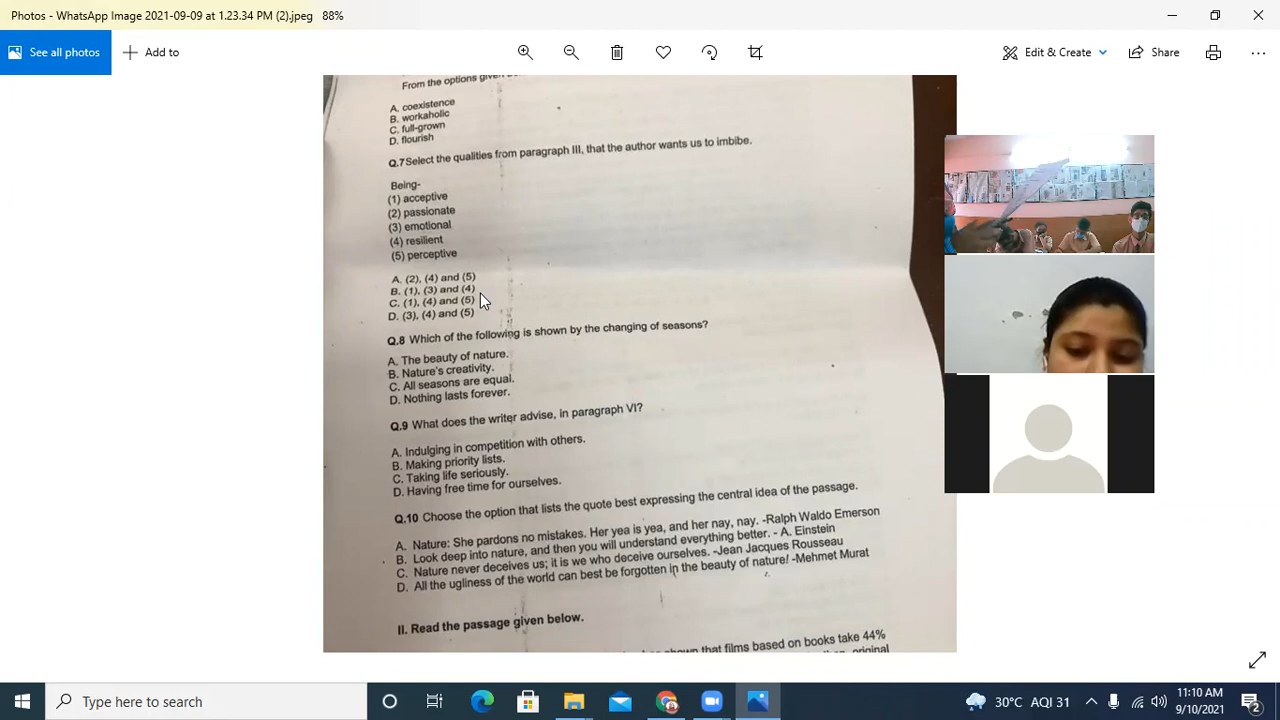 Photos - WhatsApp Image 2021-09-09 at 1.23.34 PM (2).jpeg 88%
See all photos
Add to
Edit & Create
Share
From the options given
A. coexistence
B. workaholic
C. full-grown
D. flourish
Q.7 Select the qualities from paragraph III, that the author wants us to imbibe.
Being-
(1) acceptive
(2) passionate
(3) emotional
(4) resilient
(5) perceptive
A. (2), (4) and (5)
B. (1), (3) and (4)
C. (1), (4) and (5)
D. (3), (4) and (5)
Q.8 Which of the following is shown by the changing of seasons?
A. The beauty of nature.
B. Nature's creativity.
C. All seasons are equal.
D. Nothing lasts forever.
Q.9 What does the writer advise, in paragraph VI?
A. Indulging in competition with others.
B. Making priority lists.
C. Taking life seriously.
D. Having free time for ourselves.
Q.10 Choose the option that lists the quote best expressing the central idea of the passage.
A. Nature: She pardons no mistakes. Her yea is yea, and her nay, nay. -Ralph Waldo Emerson
B. Look deep into nature, and then you will understand everything better. - A. Einstein
C. Nature never deceives us; it is we who deceive ourselves. -Jean Jacques Rousseau
D. All the ugliness of the world can best be forgotten in the beauty of nature! -Mehmet Murat
II. Read the passage given below.
shown that films based on books take 44%
original
Type here to search
30°C AQI 31
11:10 AM
9/10/2021
2